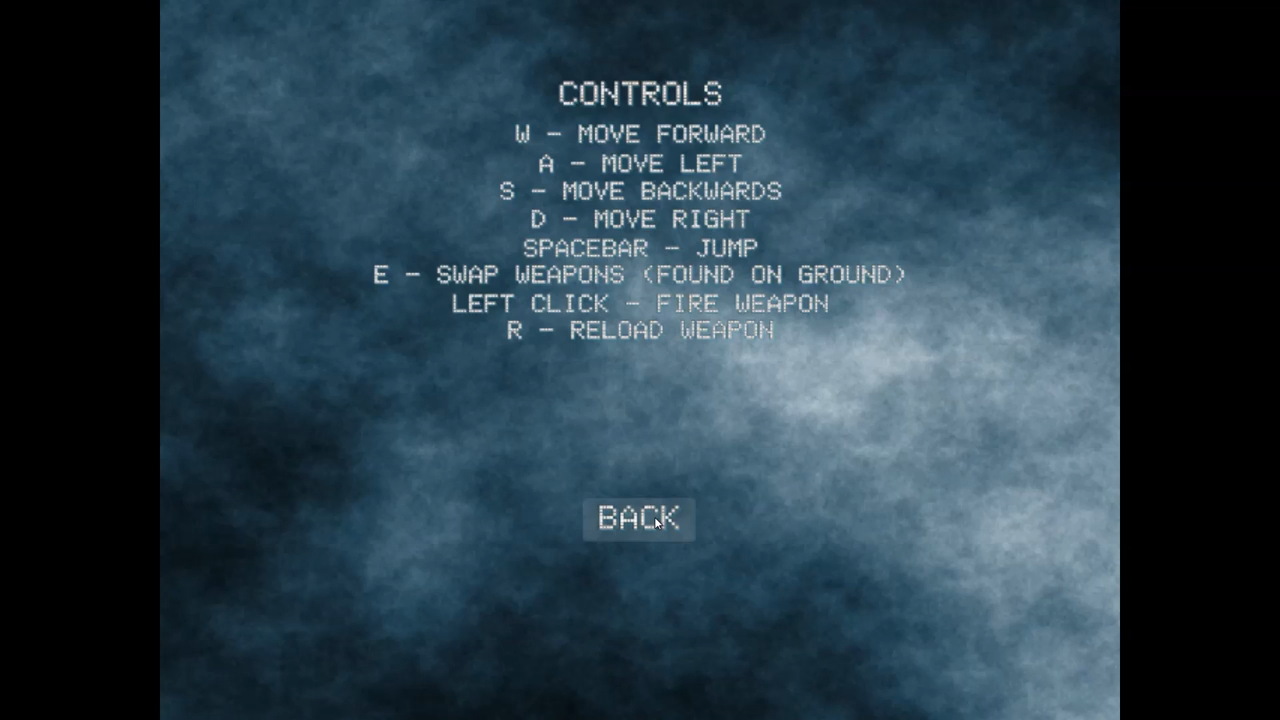 CONTROLS
W - MOVE FORWARD
A - MOVE LEFT
S - MOVE BACKWARDS
D - MOVE RIGHT
SPACEBAR - JUMP
E - SWAP WEAPONS (FOUND ON GROUND)
LEFT CLICK - FIRE WEAPON
R - RELOAD WEAPON
BACK